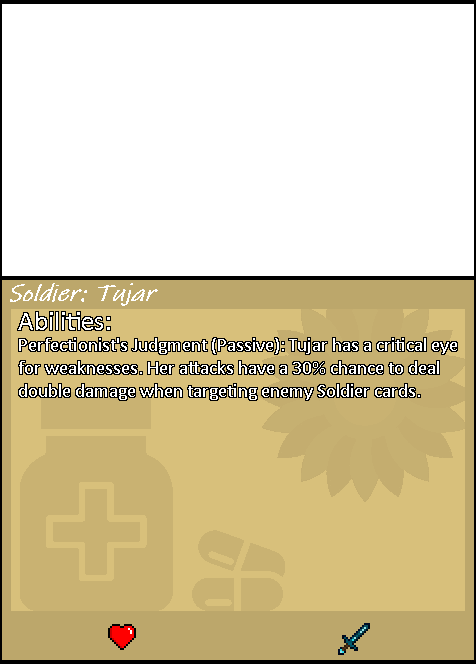 Soldier: Tujar
Abilities:
Perfectionist's Judgment (Passive): Tujar has a critical eye
for weaknesses. Her attacks have a 30% chance to deal
double damage when targeting enemy Soldier cards.